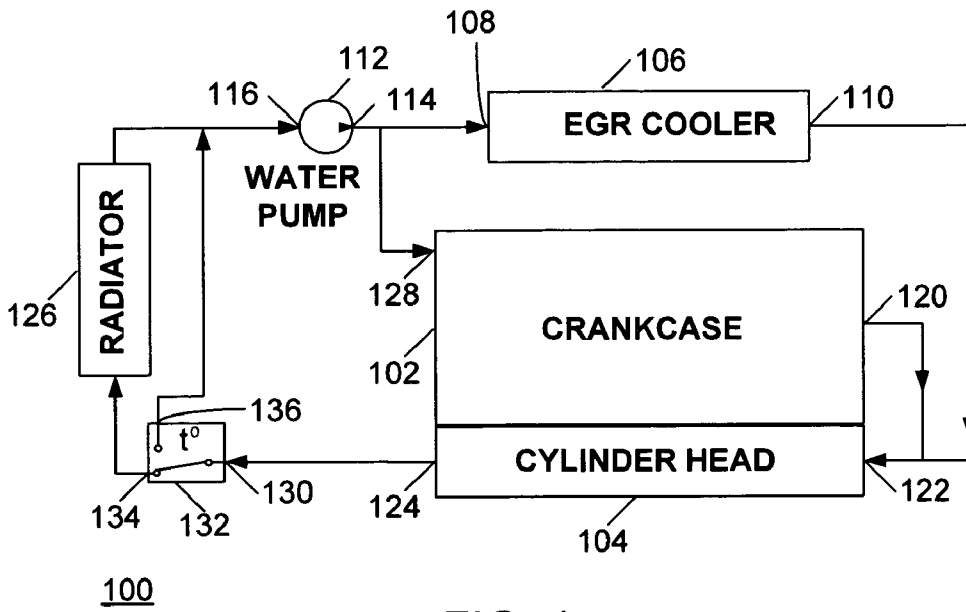 112
108
106
116
114
110
EGR COOLER
WATER
PUMP
RADIATOR
126
128
120
CRANKCASE
102
136
t°
CYLINDER HEAD
134
132
130
124
122
104
100